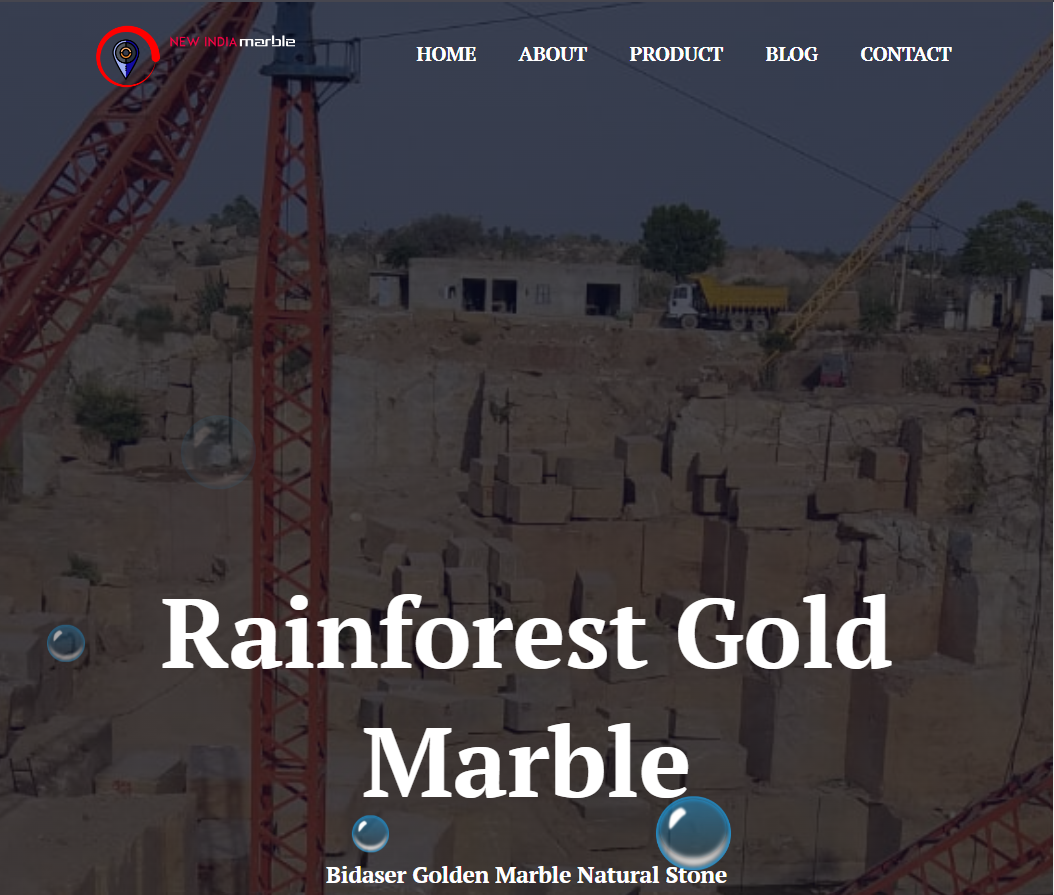 NEW INDIA marble
HOME ABOUT PRODUCT BLOG CONTACT
Rainforest Gold
Marble
Bidaser Golden Marble Natural Stone